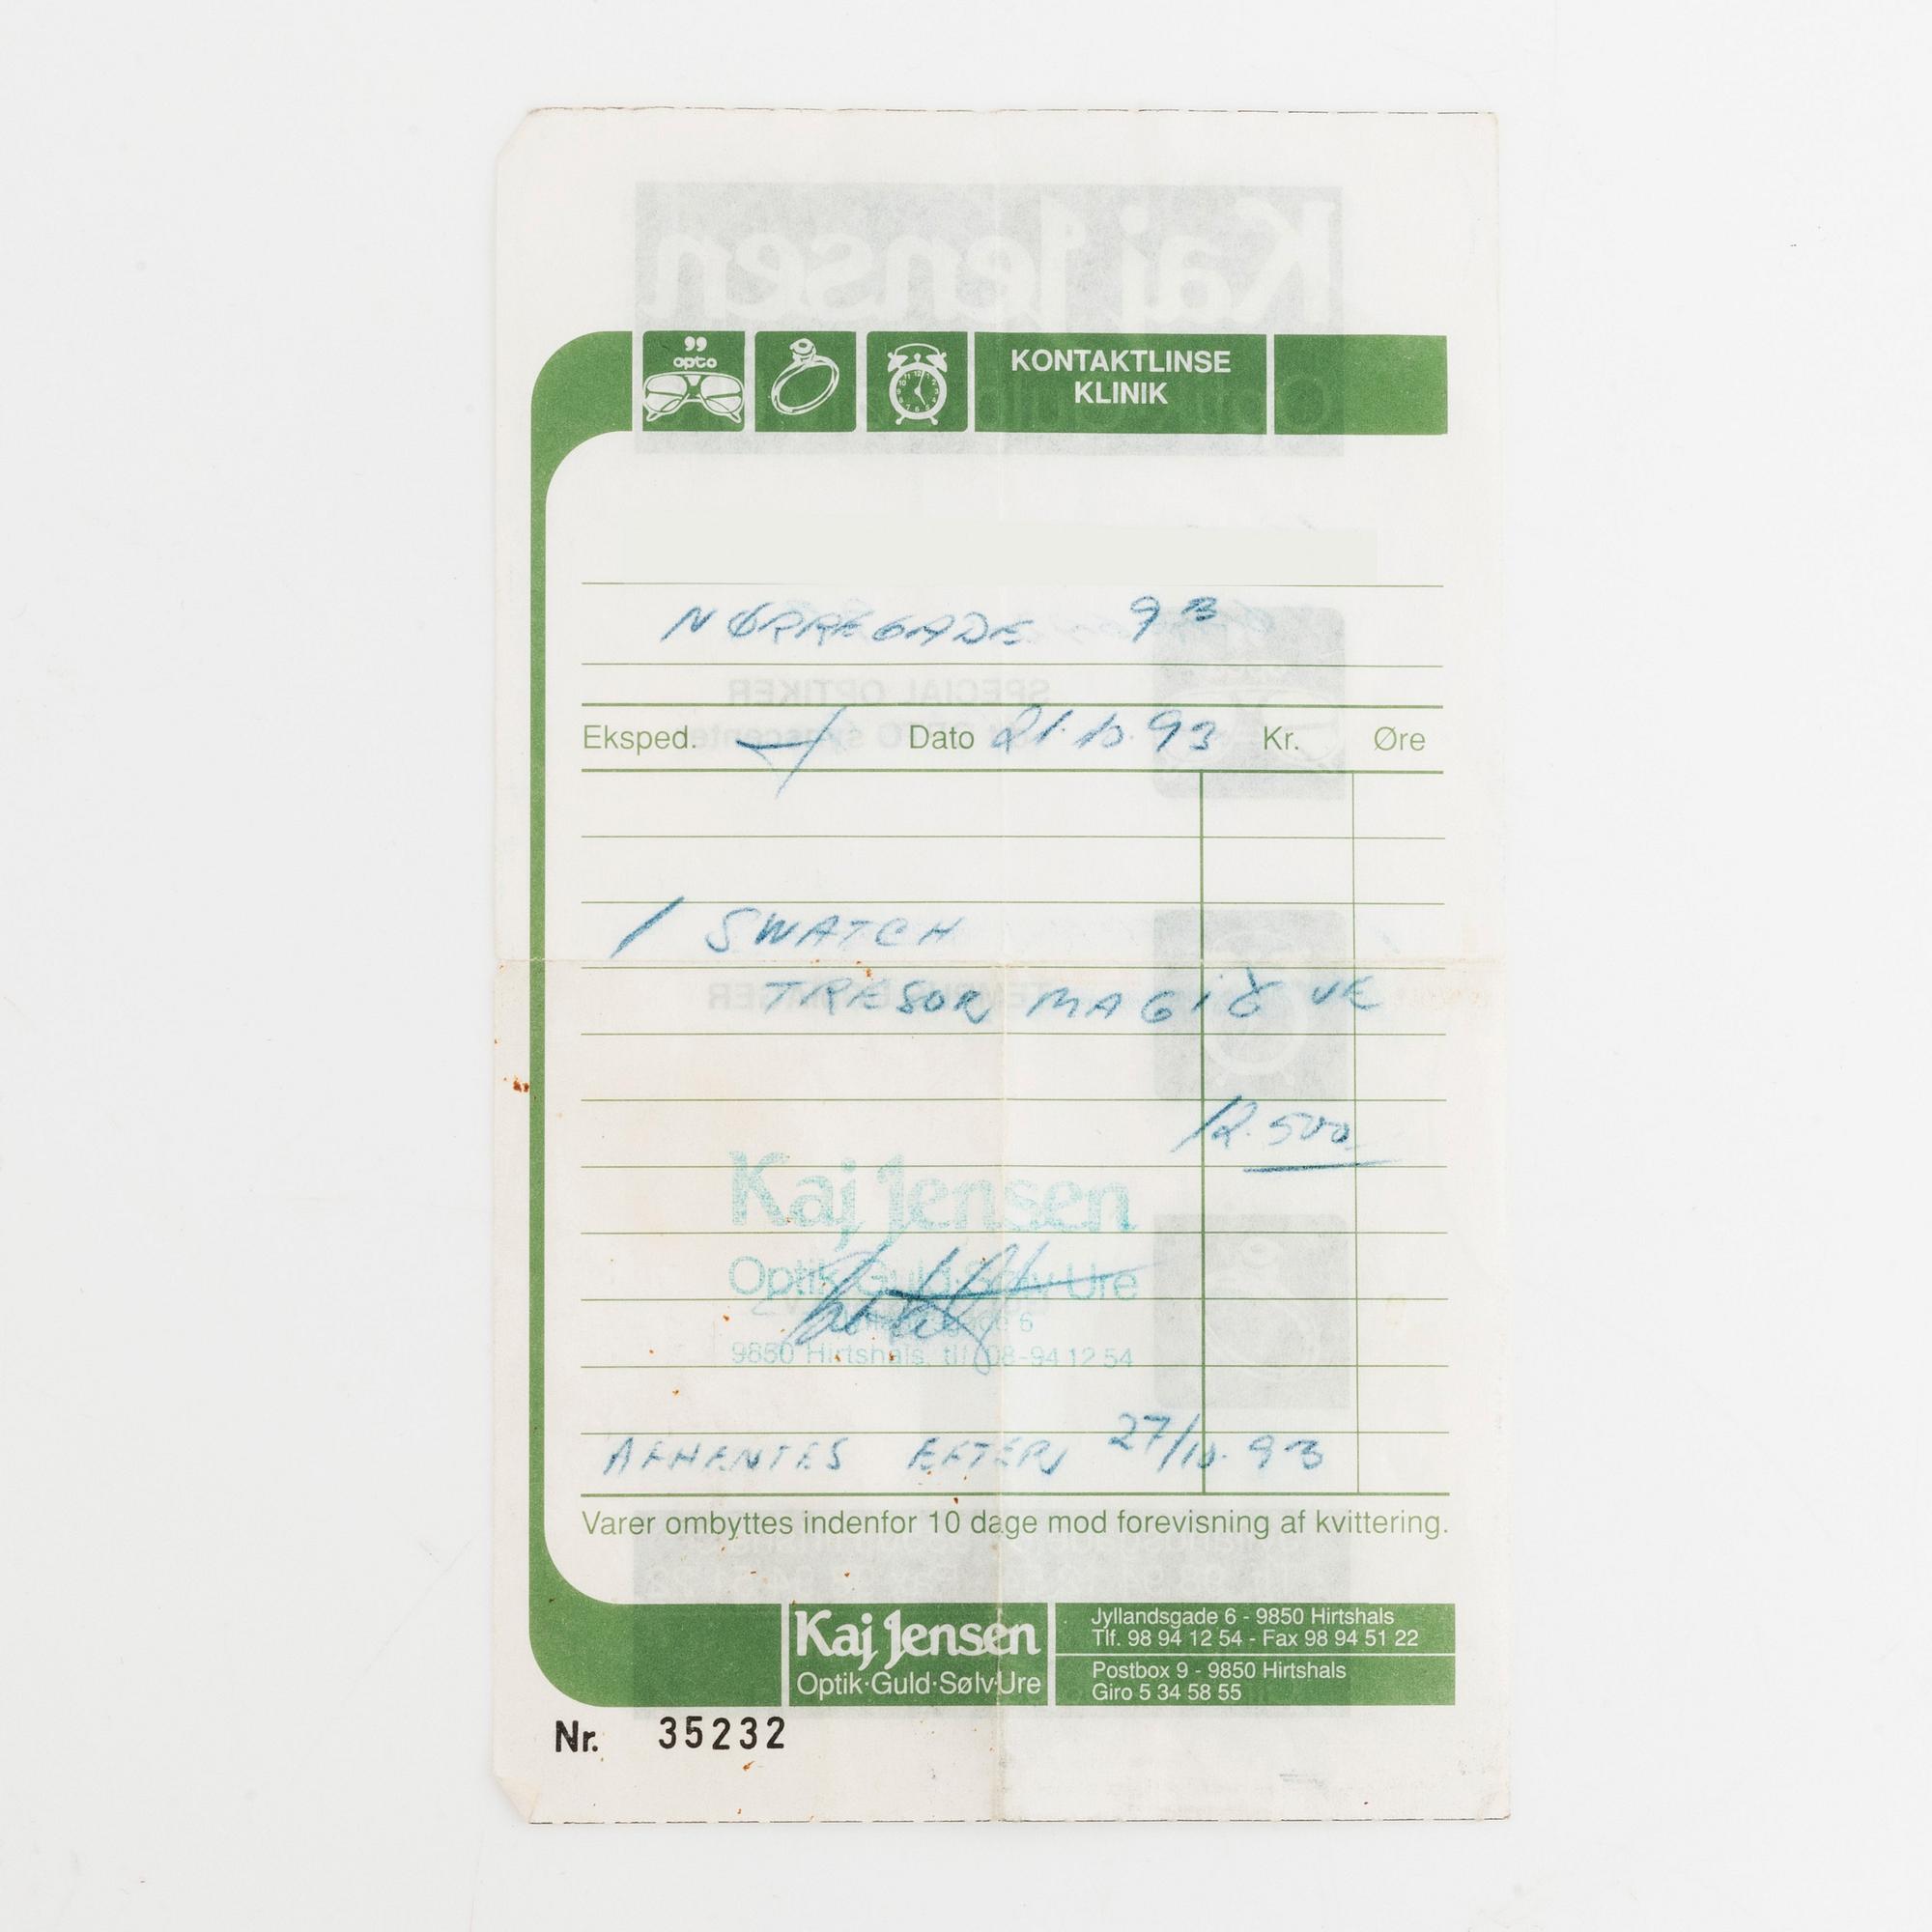 opto
KONTAKTLINSE
KLINIK
NØRREGADE 9B
Eksped. Dato 21.10.93 Kr. Øre
1 SWATCH
TRESOR MAGIQUE
12.500
Kaj Jensen
Optik·Guld·Sølv·Ure
6
9850 Hirtshals, tlf. 08-94 12 54
AFHENTES EFTER 27/10.93
Varer ombyttes indenfor 10 dage mod forevisning af kvittering.
Kaj Jensen
Optik·Guld·Sølv·Ure
Jyllandsgade 6 - 9850 Hirtshals
Tlf. 98 94 12 54 - Fax 98 94 51 22
Postbox 9 - 9850 Hirtshals
Giro 5 34 58 55
Nr. 35232